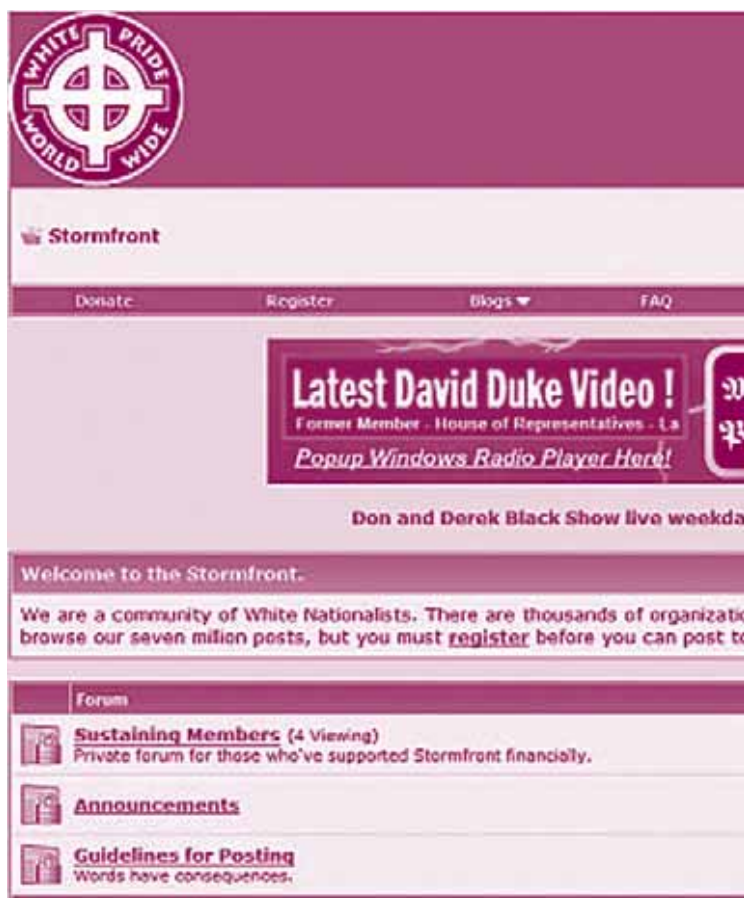 WHITE PRIDE
WORLD WIDE
Stormfront
Donate Register Blogs FAQ
Latest David Duke Video !
Former Member - House of Representatives - La
Popup Windows Radio Player Here!
Don and Derek Black Show live weekda
Welcome to the Stormfront.
We are a community of White Nationalists. There are thousands of organizatio
browse our seven milion posts, but you must register before you can post to
Forum
Sustaining Members (4 Viewing)
Private forum for those who've supported Stormfront financially.
Announcements
Guidelines for Posting
Words have consequences.